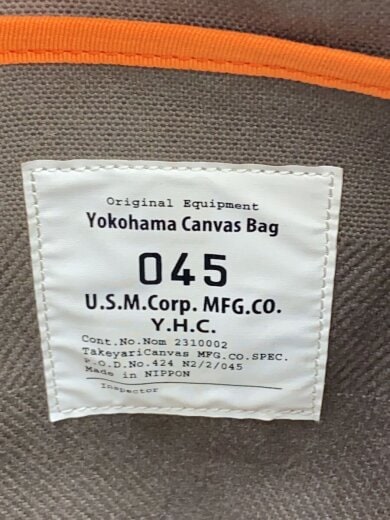 Original Equipment
Yokohama Canvas Bag
045
U.S.M.Corp. MFG.CO.
Y.H.C.
Cont.No.Nom 2310002
TakeyariCanvas MFG.CO.SPEC.
P.O.D.No.424 N2/2/045
Made in NIPPON
Inspector